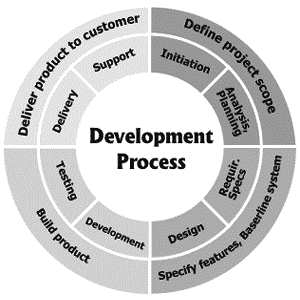 Development
Process
Define project scope
Initiation
Analysis,
Planning
Specify features, Baserline system
Requir.
Specs
Design
Build product
Development
Testing
Deliver product to customer
Delivery
Support